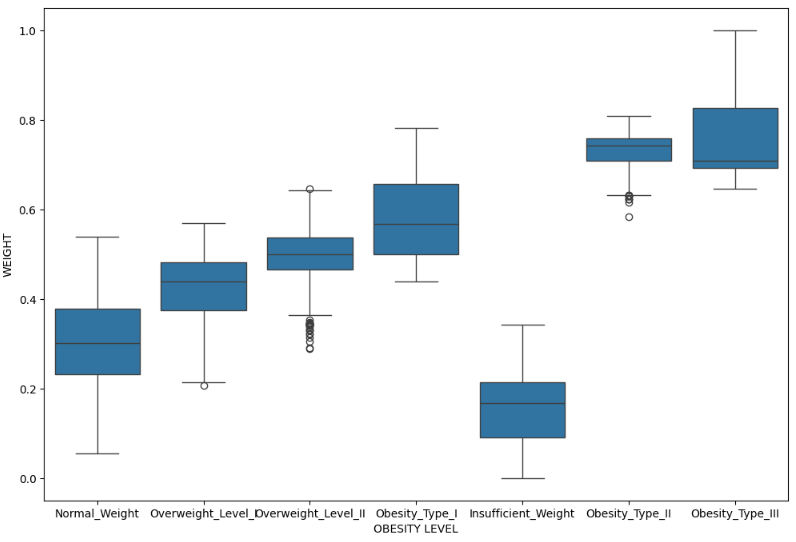 WEIGHT
1.0
0.8
0.6
0.4
0.2
0.0
Normal_Weight Overweight_Level_I Overweight_Level_II Obesity_Type_I Insufficient_Weight Obesity_Type_II Obesity_Type_III
OBESITY LEVEL